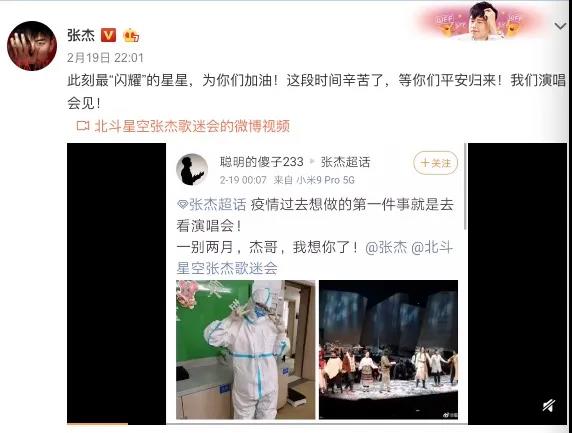 张杰
2月19日 22:01
此刻最“闪耀”的星星，为你们加油！这段时间辛苦了，等你们平安归来！我们演唱
会见！
北斗星空张杰歌迷会的微博视频
聪明的傻子233 ▸ 张杰超话
+关注
2-19 00:07 来自 小米9 Pro 5G
张杰超话 疫情过去想做的第一件事就是去
看演唱会！
一别两月，杰哥，我想你了！@张杰 @北斗
星空张杰歌迷会